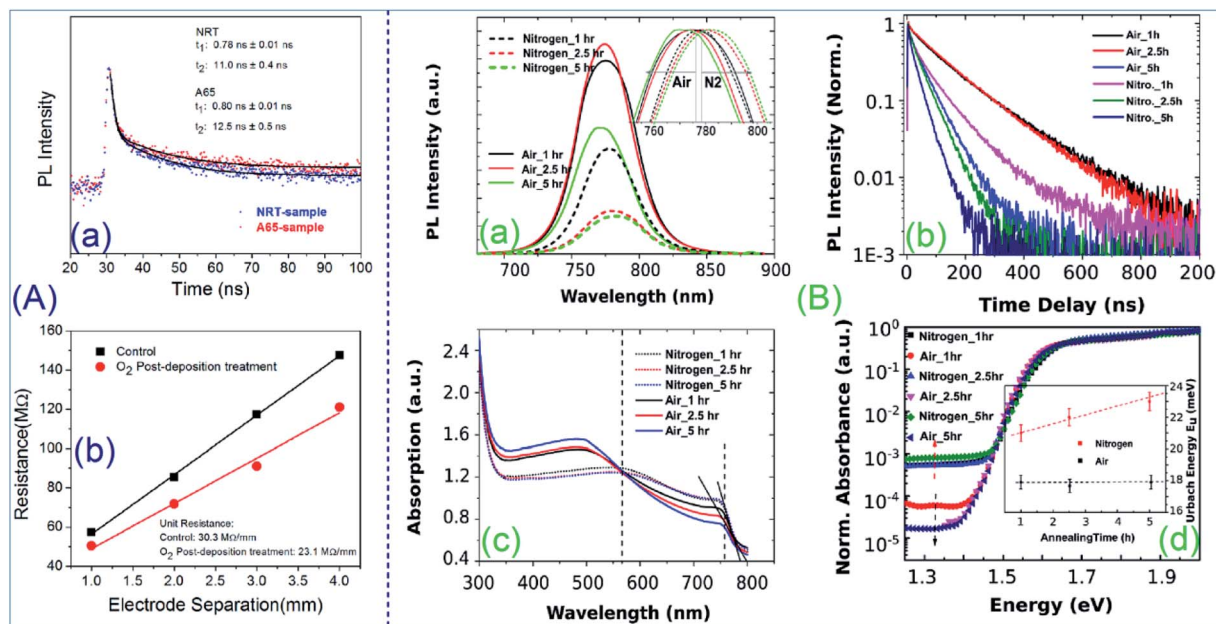 NRT
t1: 0.78 ns ± 0.01 ns
t2: 11.0 ns ± 0.4 ns
A65
t1: 0.80 ns ± 0.01 ns
t2: 12.5 ns ± 0.5 ns
PL Intensity
(a)
NRT-sample
A65-sample
20 30 40 50 60 70 80 90 100
Time (ns)
(A)
160
140
120
100
80
60
40
Resistance(MΩ)
Control
O2 Post-deposition treatment
(b)
Unit Resistance:
Control: 30.3 MΩ/mm
O2 Post-deposition treatment: 23.1 MΩ/mm
1.0 1.5 2.0 2.5 3.0 3.5 4.0
Electrode Separation(mm)
PL Intensity (a.u.)
Nitrogen_1 hr
Nitrogen_2.5 hr
Nitrogen_5 hr
Air N2
760 780 800
Air_1 hr
Air_2.5 hr
Air_5 hr
(a)
700 750 800 850 900
Wavelength (nm)
(B)
PL Intensity (Norm.)
1
0.1
0.01
1E-3
Air_1h
Air_2.5h
Air_5h
Nitro._1h
Nitro._2.5h
Nitro._5h
(b)
0 200 400 600 800 200
Time Delay (ns)
Absorption (a.u.)
2.4
2.0
1.6
1.2
0.8
0.4
Nitrogen_1 hr
Nitrogen_2.5 hr
Nitrogen_5 hr
Air_1 hr
Air_2.5 hr
Air_5 hr
(c)
300 400 500 600 700 800
Wavelength (nm)
Norm. Absorbance (a.u.)
10^0
10^-1
10^-2
10^-3
10^-4
10^-5
Nitrogen_1hr
Air_1hr
Nitrogen_2.5hr
Air_2.5hr
Nitrogen_5hr
Air_5hr
Nitrogen
Air
24
22
20
18
16
Urbach Energy Eu (meV)
1 2 3 4 5
AnnealingTime (h)
(d)
1.3 1.5 1.7 1.9
Energy (eV)